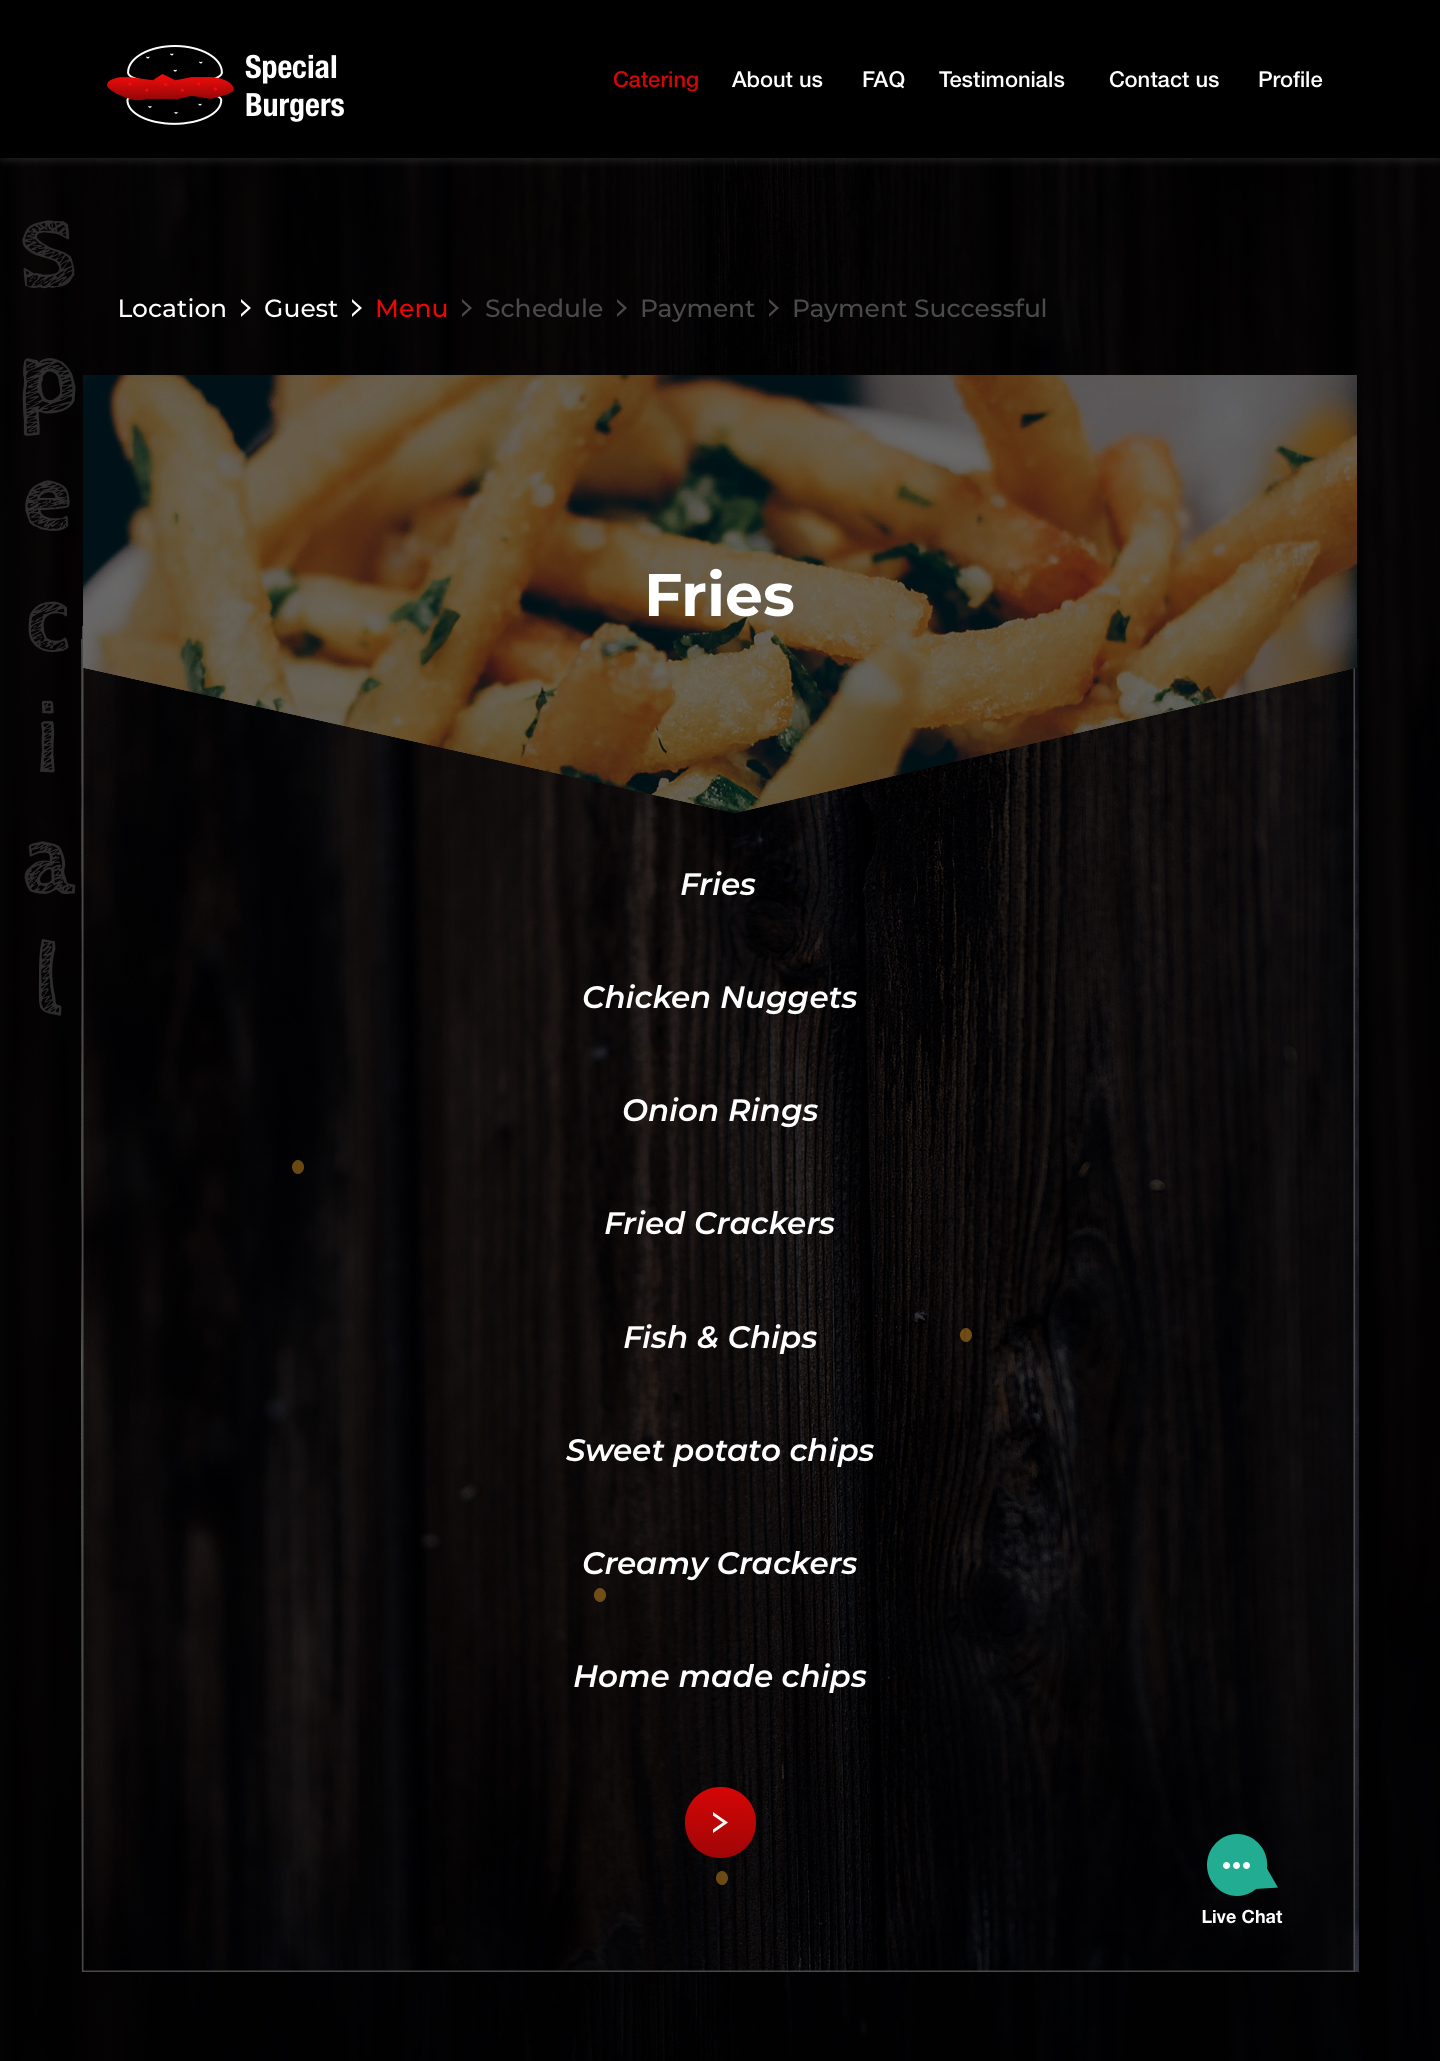 Special
Burgers
Catering About us FAQ Testimonials Contact us Profile
Special
Location > Guest > Menu > Schedule > Payment > Payment Successful
Fries
Fries
Chicken Nuggets
Onion Rings
Fried Crackers
Fish & Chips
Sweet potato chips
Creamy Crackers
Home made chips
>
Live Chat